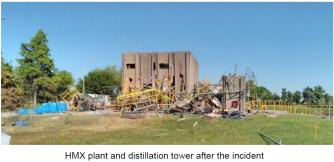 HMX plant and distillation tower after the incident